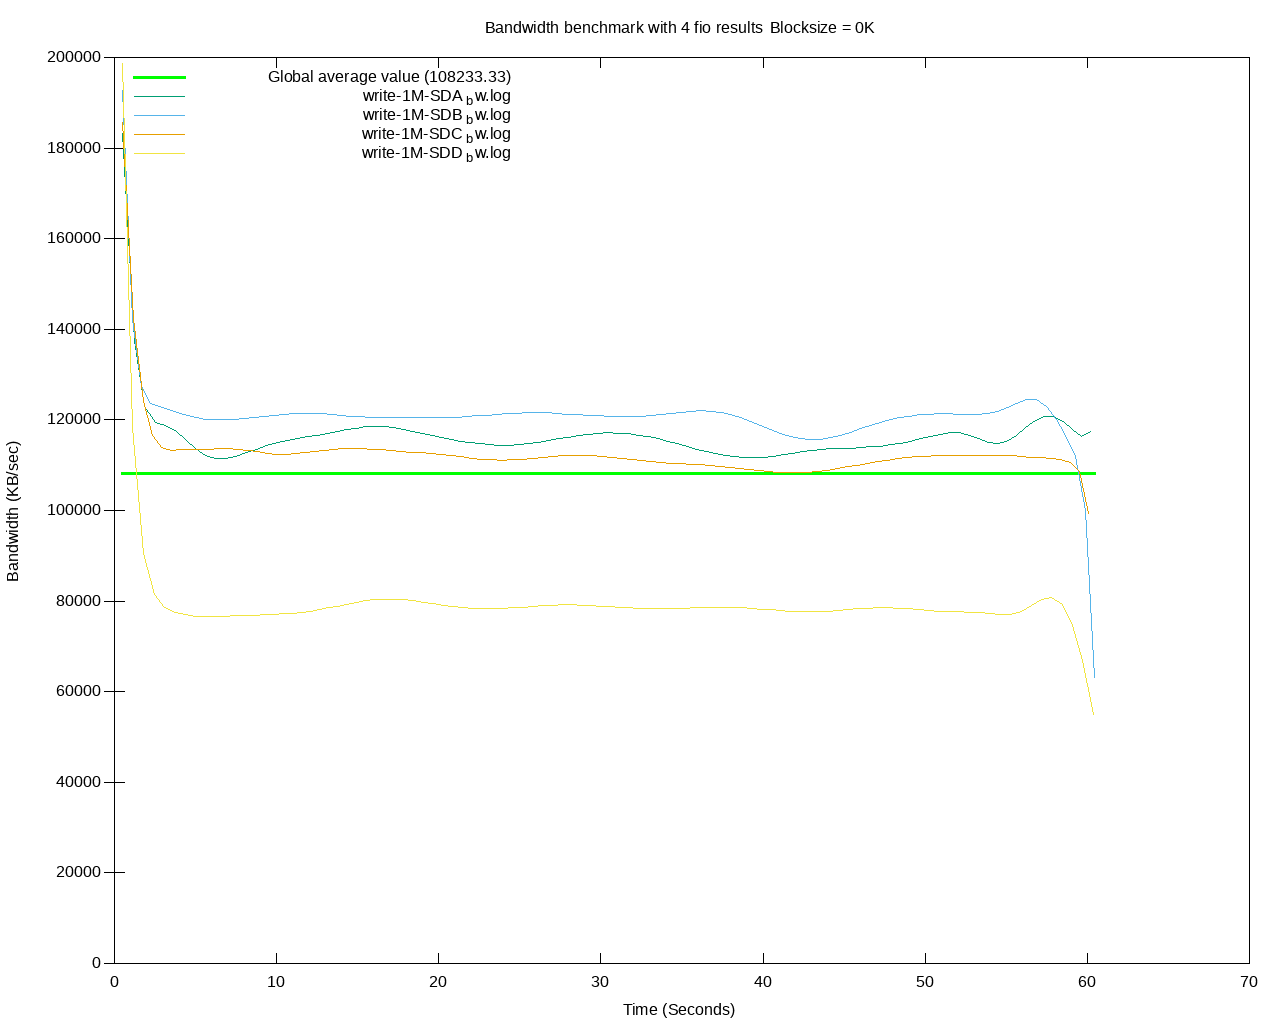 Bandwidth benchmark with 4 fio results Blocksize = 0K
200000
180000
160000
140000
120000
100000
80000
60000
40000
20000
0
Bandwidth (KB/sec)
Global average value (108233.33)
write-1M-SDA bw.log
write-1M-SDB bw.log
write-1M-SDC bw.log
write-1M-SDD bw.log
0 10 20 30 40 50 60 70
Time (Seconds)